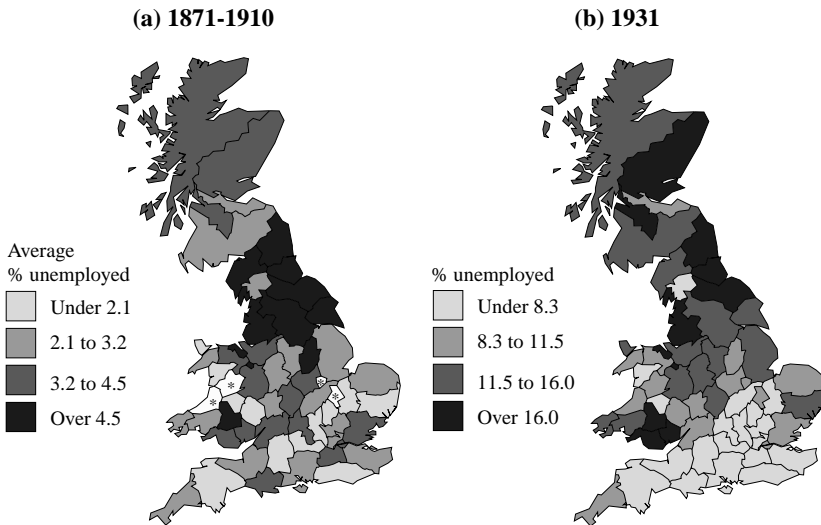 (a) 1871-1910
(b) 1931
Average
% unemployed
Under 2.1
2.1 to 3.2
3.2 to 4.5
Over 4.5
*
*
*
*
% unemployed
Under 8.3
8.3 to 11.5
11.5 to 16.0
Over 16.0